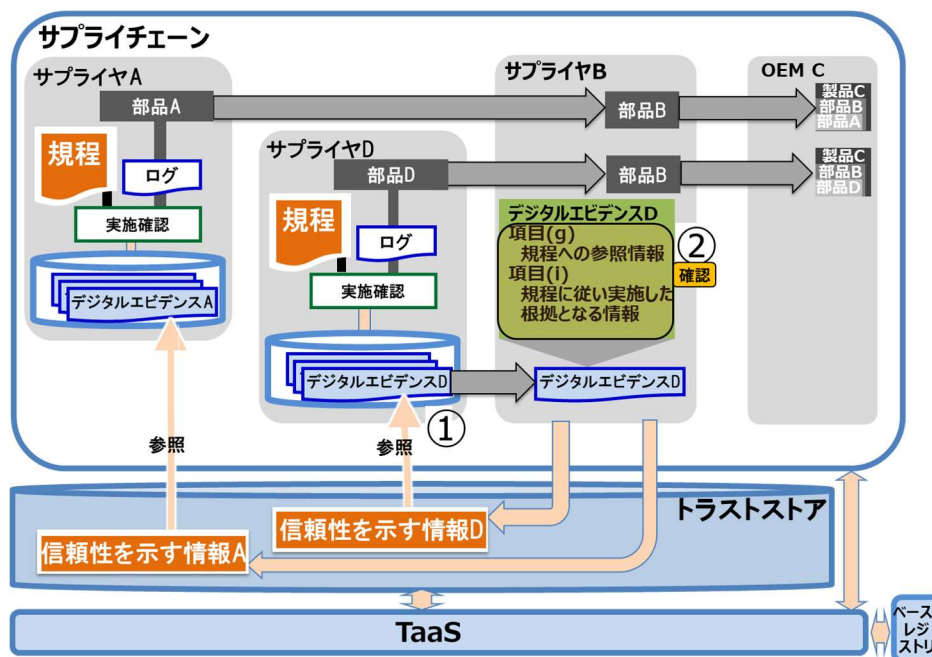 サプライチェーン
サプライヤA
サプライヤB
OEM C
部品A
部品B
製品C
部品B
部品A
規程
ログ
実施確認
デジタルエビデンスA
サプライヤD
部品D
部品B
製品C
部品B
部品D
規程
ログ
実施確認
デジタルエビデンスD
デジタルエビデンスD
項目(g)
規程への参照情報
項目(i)
規程に従い実施した
根拠となる情報
②
確認
デジタルエビデンスD
①
参照
参照
トラストストア
信頼性を示す情報D
信頼性を示す情報A
TaaS
ベース
レジ
ストリ